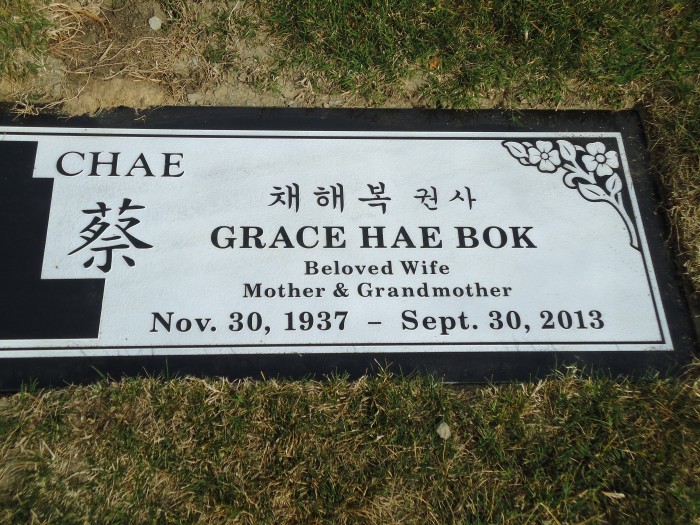 CHAE
蔡
채해복 권사
GRACE HAE BOK
Beloved Wife
Mother & Grandmother
Nov. 30, 1937 – Sept. 30, 2013